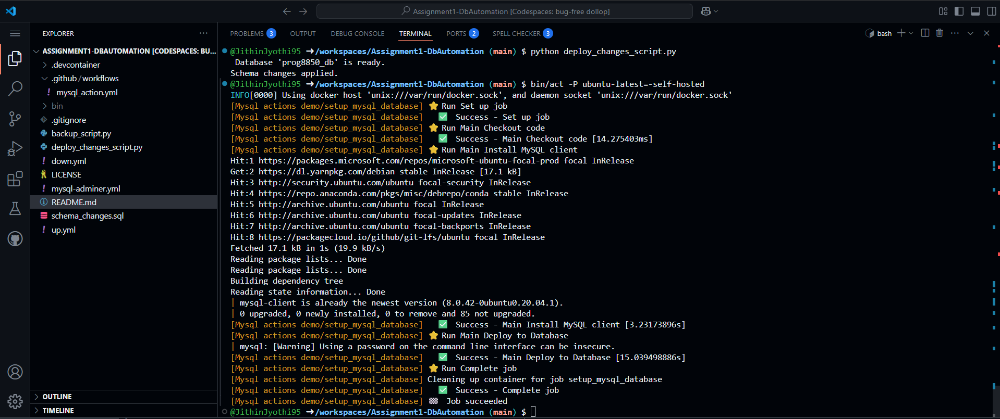 Assignment1-DbAutomation [Codespaces: bug-free dollop]
EXPLORER
ASSIGNMENT1-DBAUTOMATION [CODESPACES: BU...
.devcontainer
.github/workflows
mysql_action.yml
bin
.gitignore
backup_script.py
deploy_changes_script.py
down.yml
LICENSE
mysql-adminer.yml
README.md
schema_changes.sql
up.yml
OUTLINE
TIMELINE
PROBLEMS 3 OUTPUT DEBUG CONSOLE TERMINAL PORTS 2 SPELL CHECKER 3 bash
@JithinJyothi95 ➜ /workspaces/Assignment1-DbAutomation (main) $ python deploy_changes_script.py
Database 'prog8850_db' is ready.
Schema changes applied.
@JithinJyothi95 ➜ /workspaces/Assignment1-DbAutomation (main) $ bin/act -P ubuntu-latest=-self-hosted
INFO[0000] Using docker host 'unix:///var/run/docker.sock', and daemon socket 'unix:///var/run/docker.sock'
[Mysql actions demo/setup_mysql_database] ⭐ Run Set up job
[Mysql actions demo/setup_mysql_database] ✅ Success - Set up job
[Mysql actions demo/setup_mysql_database] ⭐ Run Main Checkout code
[Mysql actions demo/setup_mysql_database] ✅ Success - Main Checkout code [14.275403ms]
[Mysql actions demo/setup_mysql_database] ⭐ Run Main Install MySQL client
Hit:1 https://packages.microsoft.com/repos/microsoft-ubuntu-focal-prod focal InRelease
Get:2 https://dl.yarnpkg.com/debian stable InRelease [17.1 kB]
Hit:3 http://security.ubuntu.com/ubuntu focal-security InRelease
Hit:4 https://repo.anaconda.com/pkgs/misc/debrepo/conda stable InRelease
Hit:5 http://archive.ubuntu.com/ubuntu focal InRelease
Hit:6 http://archive.ubuntu.com/ubuntu focal-updates InRelease
Hit:7 http://archive.ubuntu.com/ubuntu focal-backports InRelease
Hit:8 https://packagecloud.io/github/git-lfs/ubuntu focal InRelease
Fetched 17.1 kB in 1s (19.9 kB/s)
Reading package lists... Done
Reading package lists... Done
Building dependency tree
Reading state information... Done
| mysql-client is already the newest version (8.0.42-0ubuntu0.20.04.1).
| 0 upgraded, 0 newly installed, 0 to remove and 85 not upgraded.
[Mysql actions demo/setup_mysql_database] ✅ Success - Main Install MySQL client [3.23173896s]
[Mysql actions demo/setup_mysql_database] ⭐ Run Main Deploy to Database
| mysql: [Warning] Using a password on the command line interface can be insecure.
[Mysql actions demo/setup_mysql_database] ✅ Success - Main Deploy to Database [15.039498886s]
[Mysql actions demo/setup_mysql_database] ⭐ Run Complete job
[Mysql actions demo/setup_mysql_database] Cleaning up container for job setup_mysql_database
[Mysql actions demo/setup_mysql_database] ✅ Success - Complete job
[Mysql actions demo/setup_mysql_database] 🏁 Job succeeded
@JithinJyothi95 ➜ /workspaces/Assignment1-DbAutomation (main) $